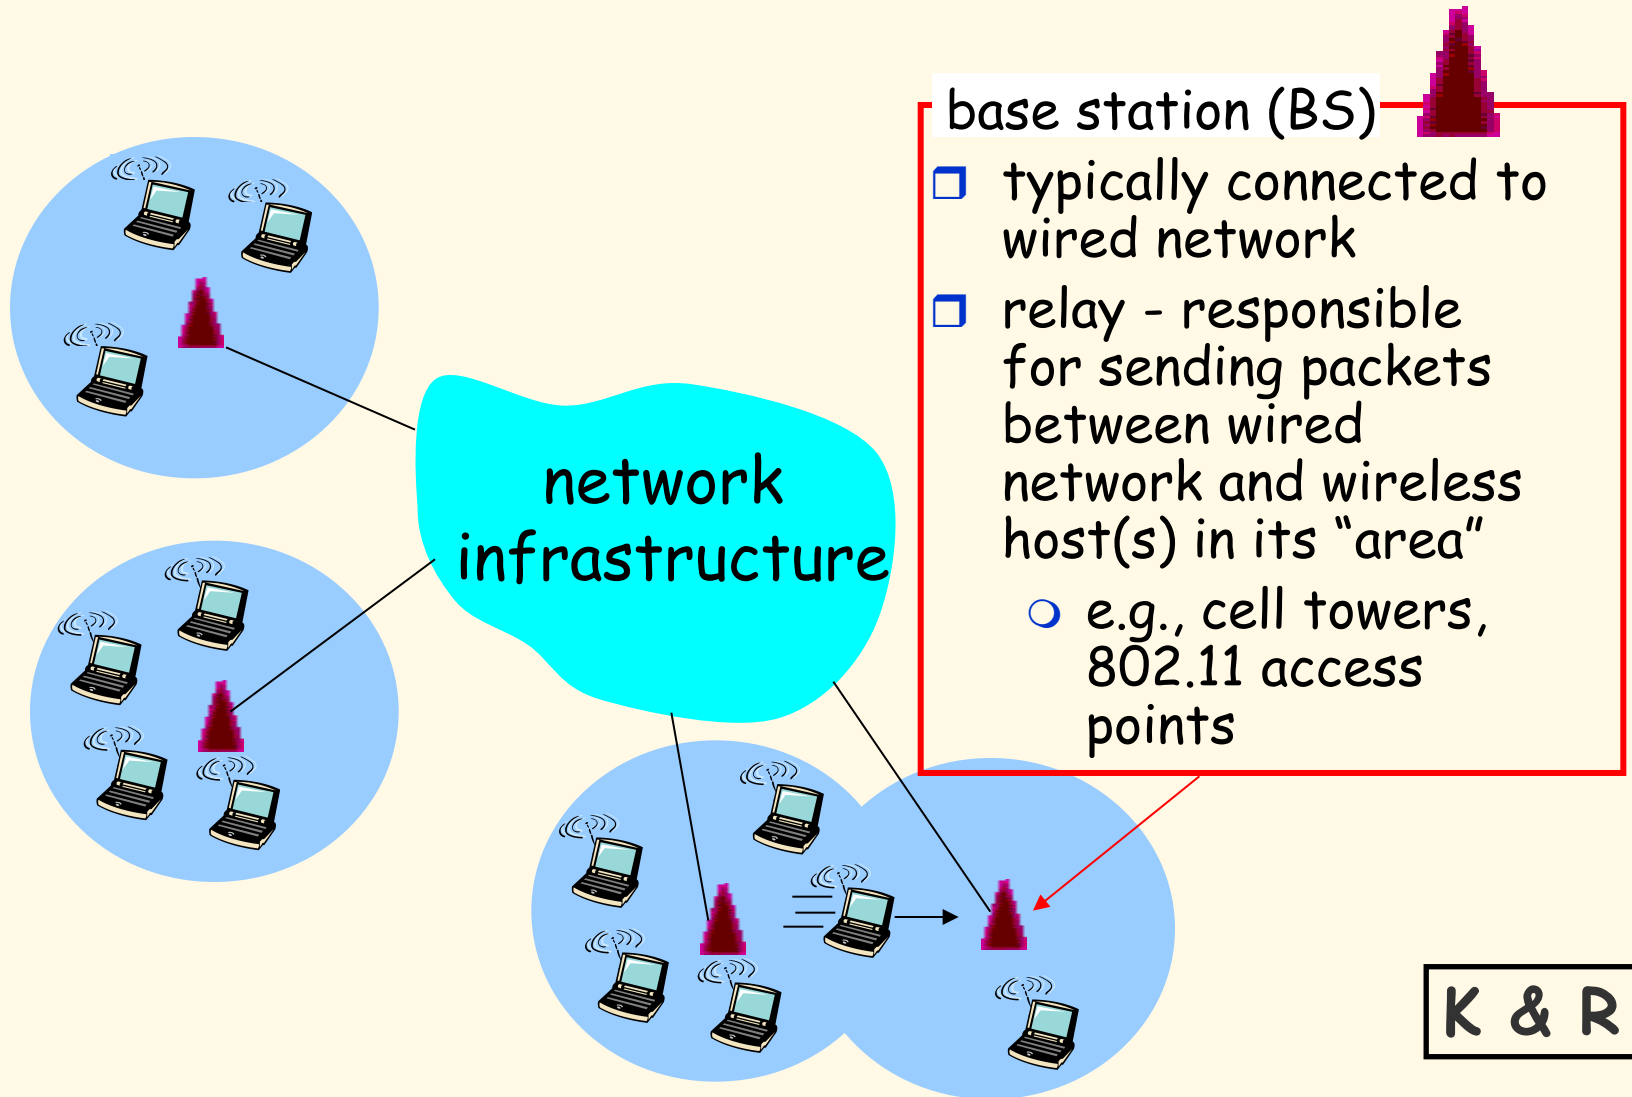 base station (BS)
typically connected to
wired network
relay - responsible
for sending packets
between wired
network and wireless
host(s) in its “area”
e.g., cell towers,
802.11 access
points
network
infrastructure
K & R